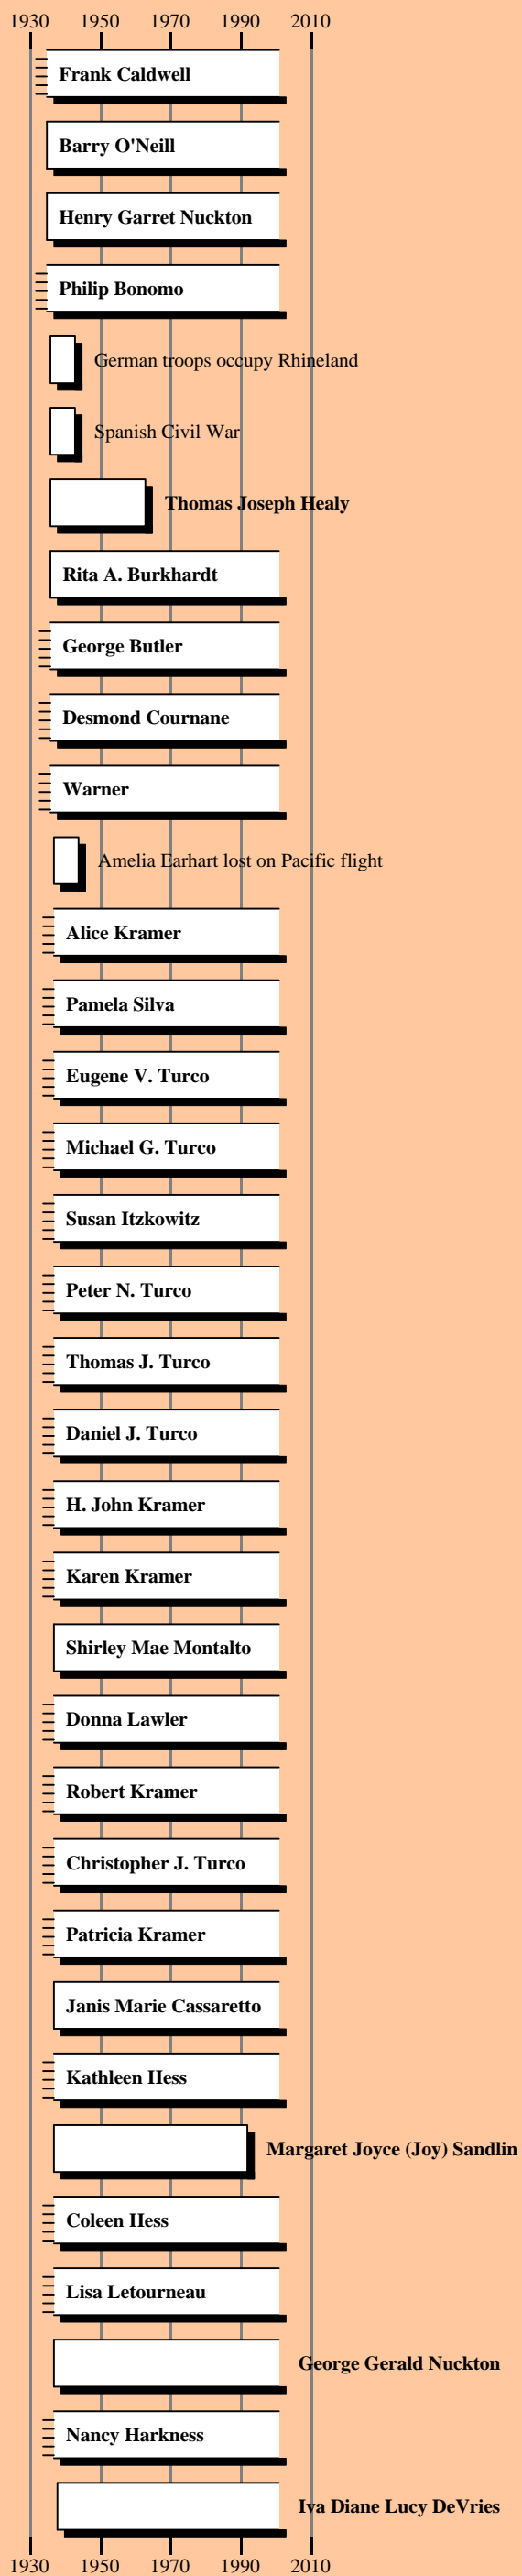 1930 1950 1970 1990 2010
Frank Caldwell
Barry O'Neill
Henry Garret Nuckton
Philip Bonomo
German troops occupy Rhineland
Spanish Civil War
Thomas Joseph Healy
Rita A. Burkhardt
George Butler
Desmond Cournane
Warner
Amelia Earhart lost on Pacific flight
Alice Kramer
Pamela Silva
Eugene V. Turco
Michael G. Turco
Susan Itzkowitz
Peter N. Turco
Thomas J. Turco
Daniel J. Turco
H. John Kramer
Karen Kramer
Shirley Mae Montalto
Donna Lawler
Robert Kramer
Christopher J. Turco
Patricia Kramer
Janis Marie Cassaretto
Kathleen Hess
Margaret Joyce (Joy) Sandlin
Coleen Hess
Lisa Letourneau
George Gerald Nuckton
Nancy Harkness
Iva Diane Lucy DeVries
1930 1950 1970 1990 2010